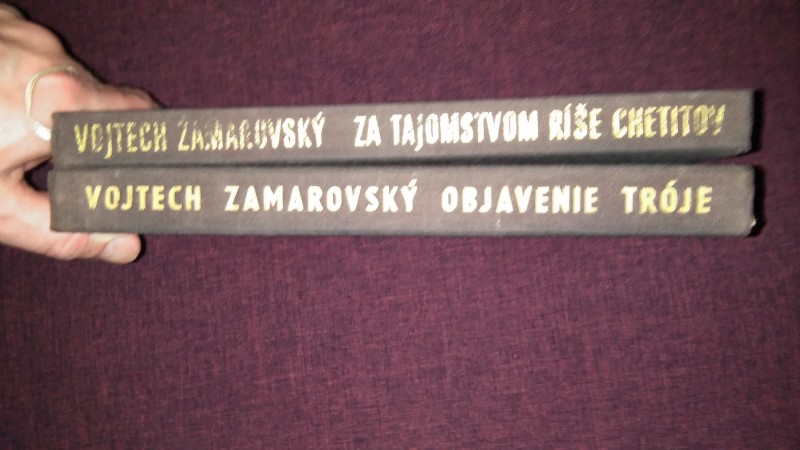 VOJTECH ZAMAROVSKÝ ZA TAJOMSTVOM RÍŠE CHETITOV
VOJTECH ZAMAROVSKÝ OBJAVENIE TRÓJE